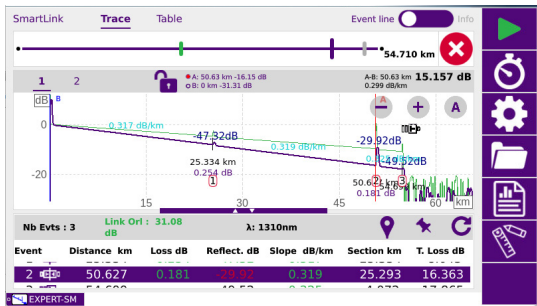 SmartLink Trace Table Event line Info
54.710 km
1 2 A: 50.63 km -16.15 dB A-B: 50.63 km 15.157 dB
B: 0 km -31.31 dB 0.299 dB/km
dB B A A
0.317 dB/km -47.32dB -29.92dB
0 0.319 dB/km
25.334 km
0.254 dB
-20 1 2 3
0.181 dB
15 30 45 60 km
Nb Evts : 3 Link Orl : 31.08 dB λ: 1310nm
Event Distance km Loss dB Reflect. dB Slope dB/km Section km T. Loss dB
2 50.627 0.181 -29.92 0.319 25.293 16.363
EXPERT-SM